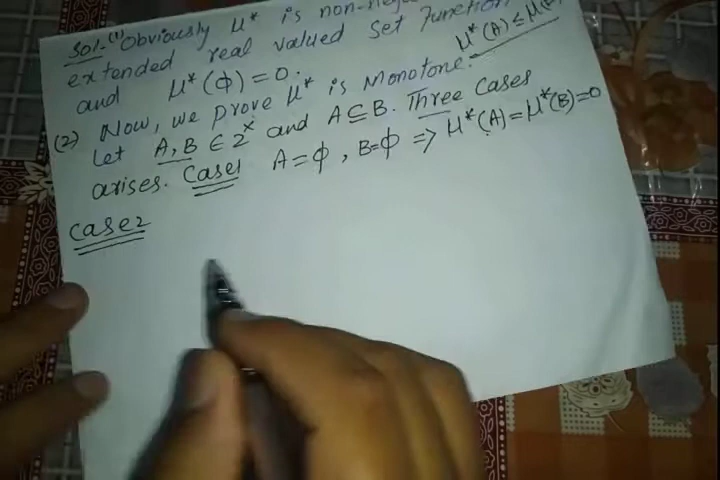 Sol. (1) Obviously μ* is
extended real valued set function
and μ*(φ)=0.
μ*(A) ≤
(2) Now, we prove μ* is Monotone.
Let A, B ∈ 2^X and A⊆B. Three Cases
arises. Case1 A=φ, B=φ ⇒ μ*(A)=μ*(B)=0
Case2